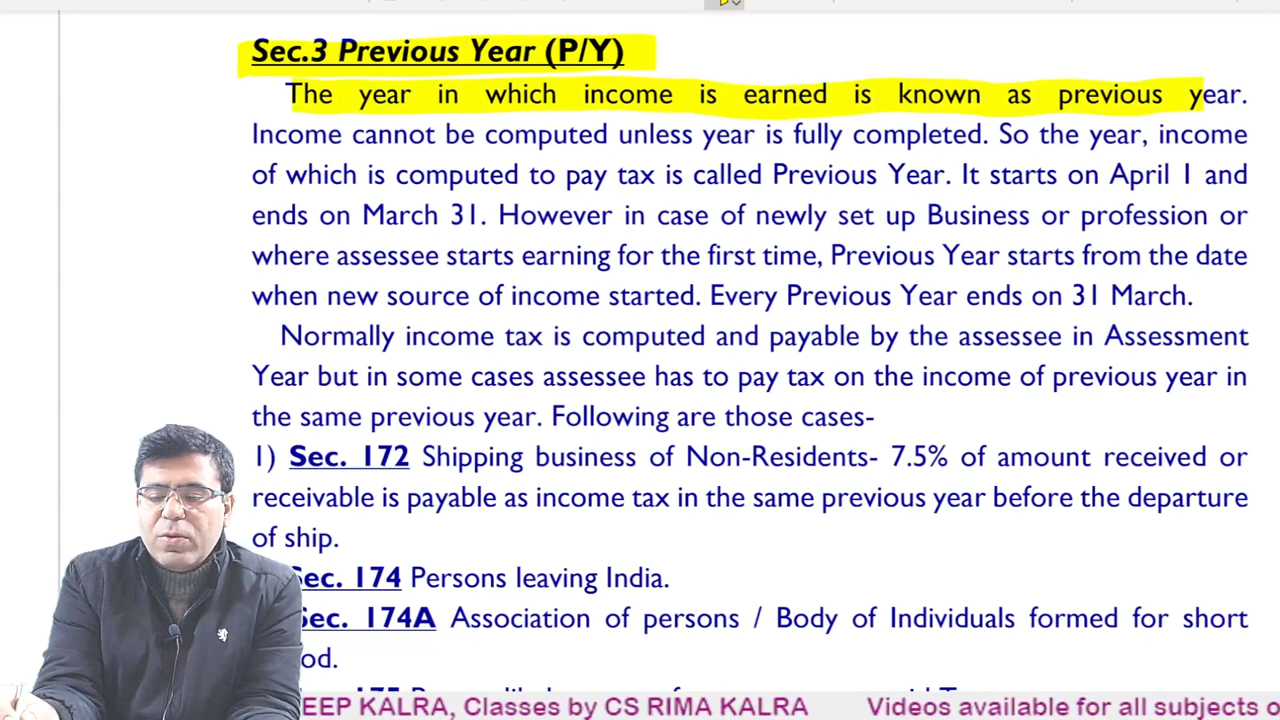 Sec.3 Previous Year (P/Y)
The year in which income is earned is known as previous year.
Income cannot be computed unless year is fully completed. So the year, income
of which is computed to pay tax is called Previous Year. It starts on April 1 and
ends on March 31. However in case of newly set up Business or profession or
where assessee starts earning for the first time, Previous Year starts from the date
when new source of income started. Every Previous Year ends on 31 March.
Normally income tax is computed and payable by the assessee in Assessment
Year but in some cases assessee has to pay tax on the income of previous year in
the same previous year. Following are those cases-
1) Sec. 172 Shipping business of Non-Residents- 7.5% of amount received or
receivable is payable as income tax in the same previous year before the departure
of ship.
Sec. 174 Persons leaving India.
Sec. 174A Association of persons / Body of Individuals formed for short
EEP KALRA, Classes by CS RIMA KALRA Videos available for all subjects o